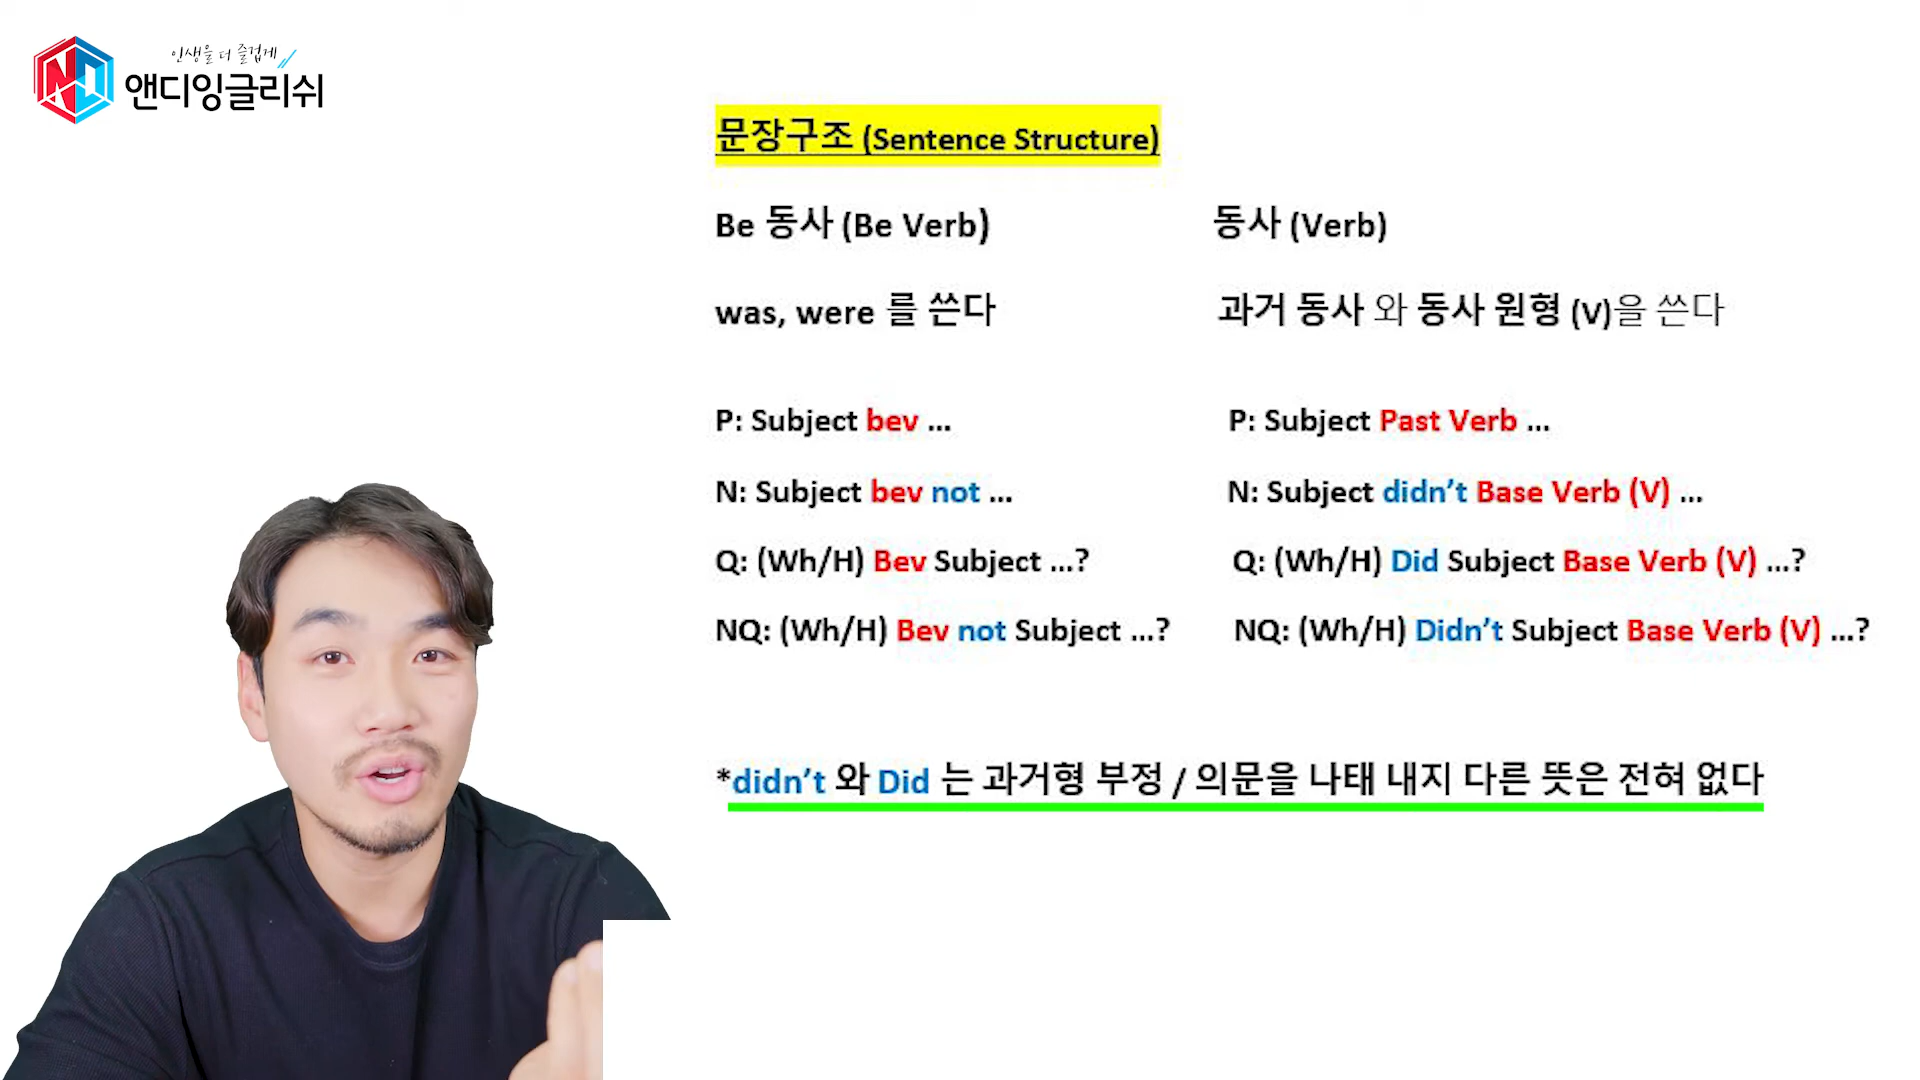 인생을 더 즐겁게
앤디잉글리쉬
문장구조 (Sentence Structure)
Be 동사 (Be Verb)
동사 (Verb)
was, were 를 쓴다
과거 동사 와 동사 원형 (V)을 쓴다
P: Subject bev ...
P: Subject Past Verb ...
N: Subject bev not ...
N: Subject didn’t Base Verb (V) ...
Q: (Wh/H) Bev Subject ...?
Q: (Wh/H) Did Subject Base Verb (V) ...?
NQ: (Wh/H) Bev not Subject ...?
NQ: (Wh/H) Didn’t Subject Base Verb (V) ...?
*didn’t 와 Did 는 과거형 부정 / 의문을 나태 내지 다른 뜻은 전혀 없다